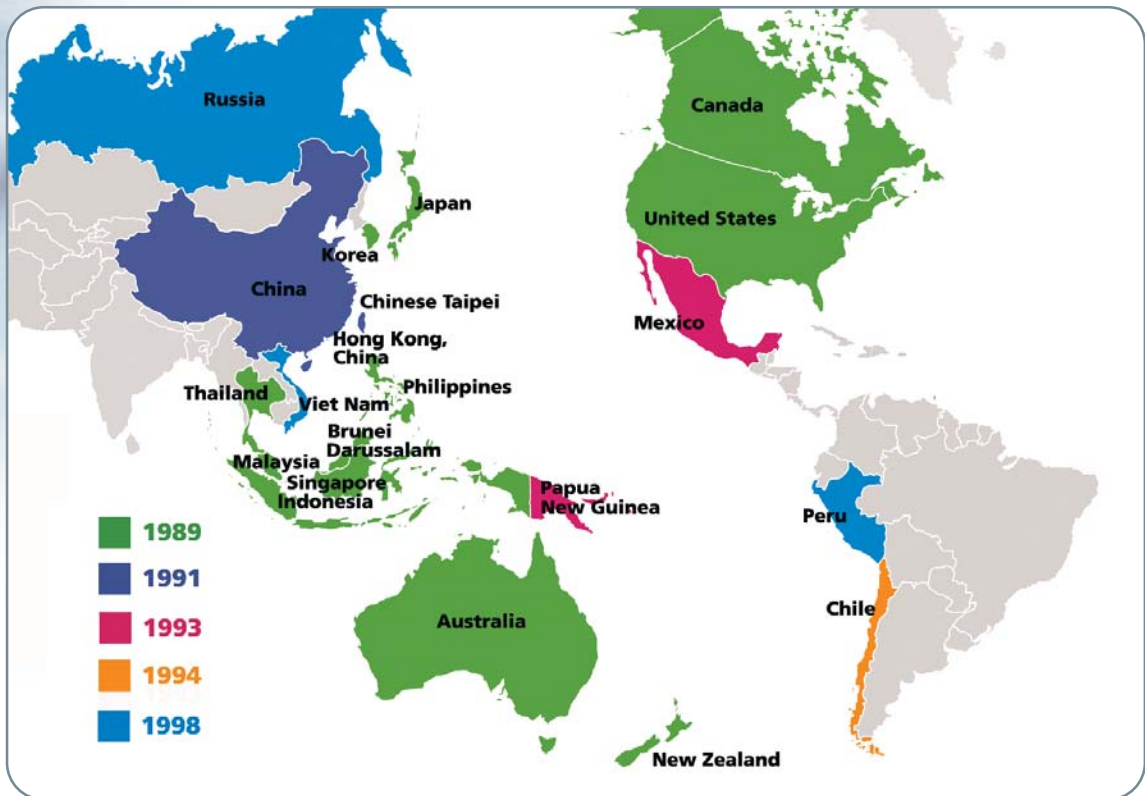 Russia
Canada
Japan
United States
Korea
China
Chinese Taipei
Mexico
Hong Kong,
China
Philippines
Thailand
Viet Nam
Brunei
Darussalam
Malaysia
Singapore
Indonesia
Papua
New Guinea
Peru
Chile
Australia
New Zealand
1989
1991
1993
1994
1998